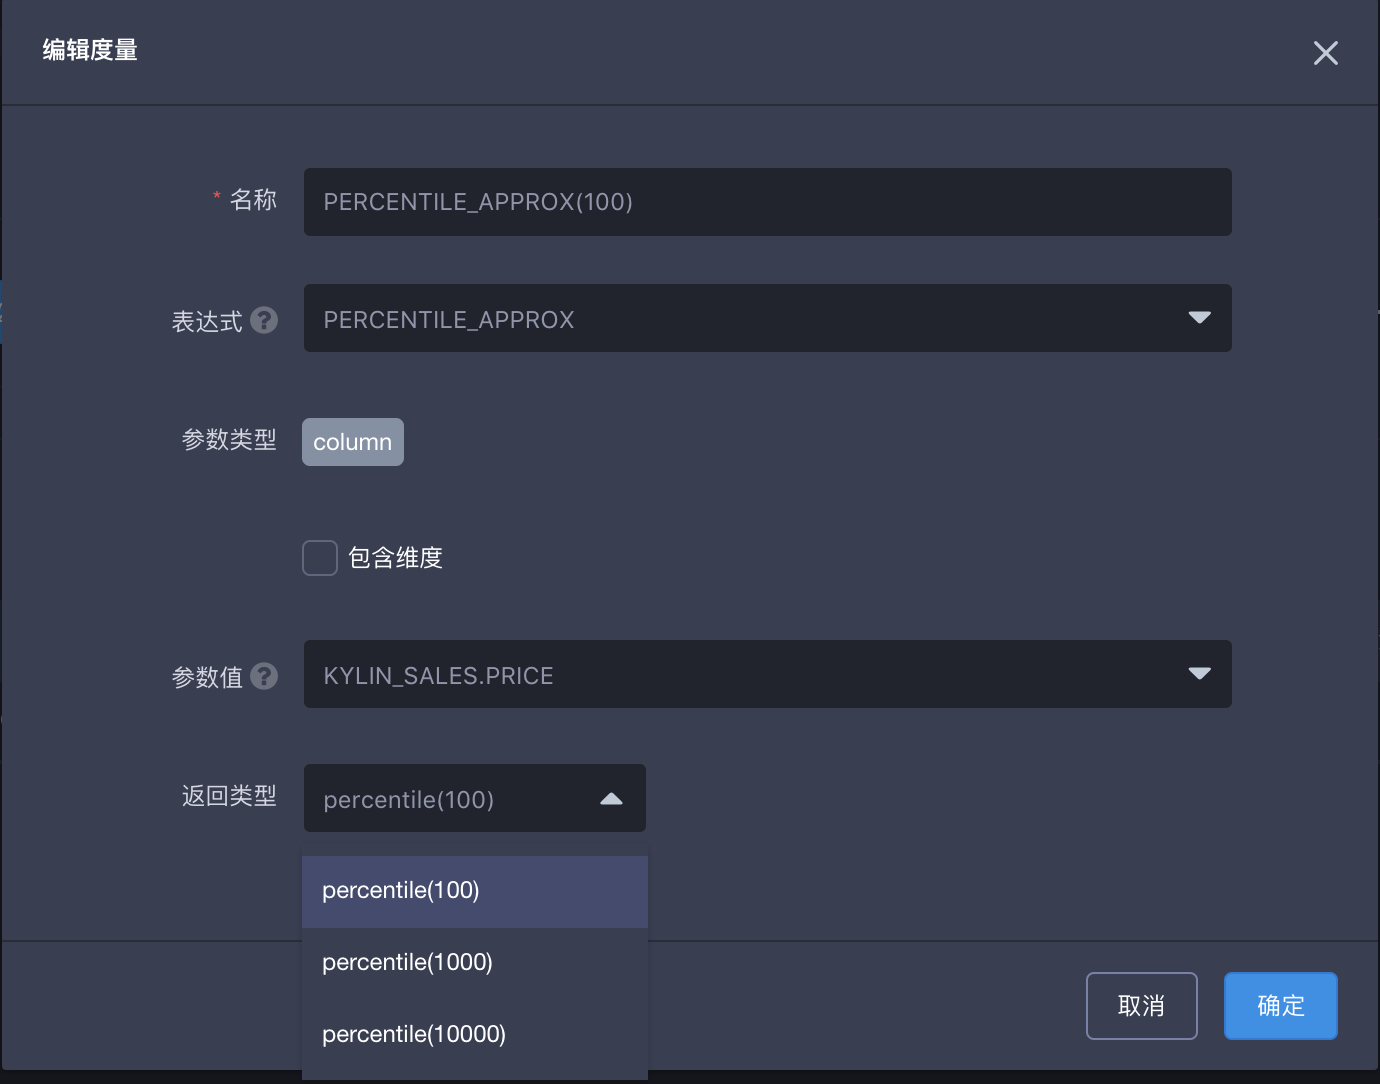 编辑度量
* 名称
PERCENTILE_APPROX(100)
表达式 ?
PERCENTILE_APPROX
参数类型
column
包含维度
参数值 ?
KYLIN_SALES.PRICE
返回类型
percentile(100)
percentile(100)
percentile(1000)
percentile(10000)
取消
确定